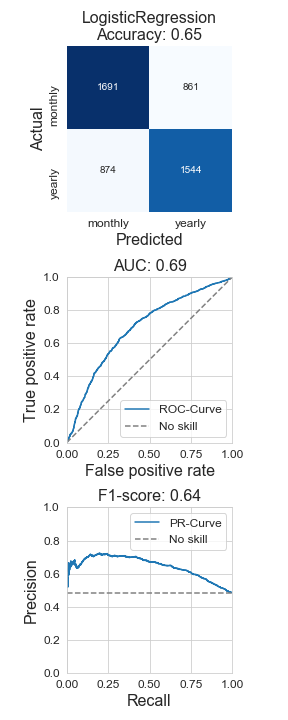 LogisticRegression
Accuracy: 0.65
Actual
monthly
1691
861
yearly
874
1544
monthly
yearly
Predicted
AUC: 0.69
True positive rate
1.0
0.8
0.6
0.4
0.2
0.0
ROC-Curve
No skill
0.00
0.25
0.50
0.75
1.00
False positive rate
F1-score: 0.64
Precision
1.0
0.8
0.6
0.4
0.2
0.0
PR-Curve
No skill
0.00
0.25
0.50
0.75
1.00
Recall